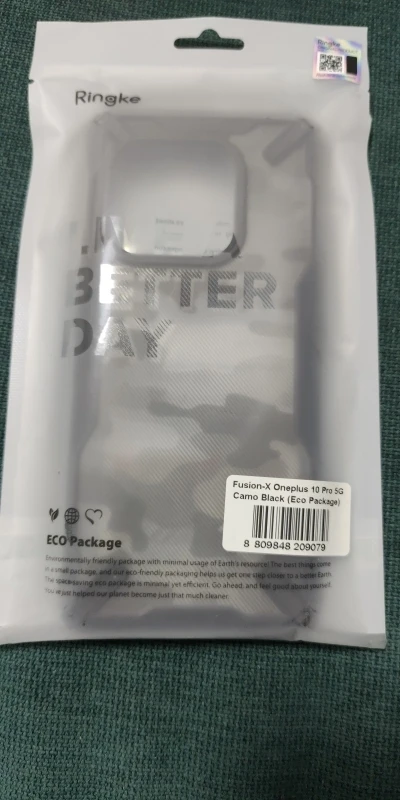 Ringke
Ringke
BETTER
DAY
Fusion-X Oneplus 10 Pro 5G
Camo Black (Eco Package)
8 809848 209079
ECO Package
Environmentally friendly package with minimal usage of Earth's resource; The best things come
in a small package, and our eco-friendly packaging helps us get one step closer to a better Earth.
The space-saving eco-package is minimal yet efficient. Go ahead, and feel good about yourself.
You've just helped our planet become just that much cleaner.